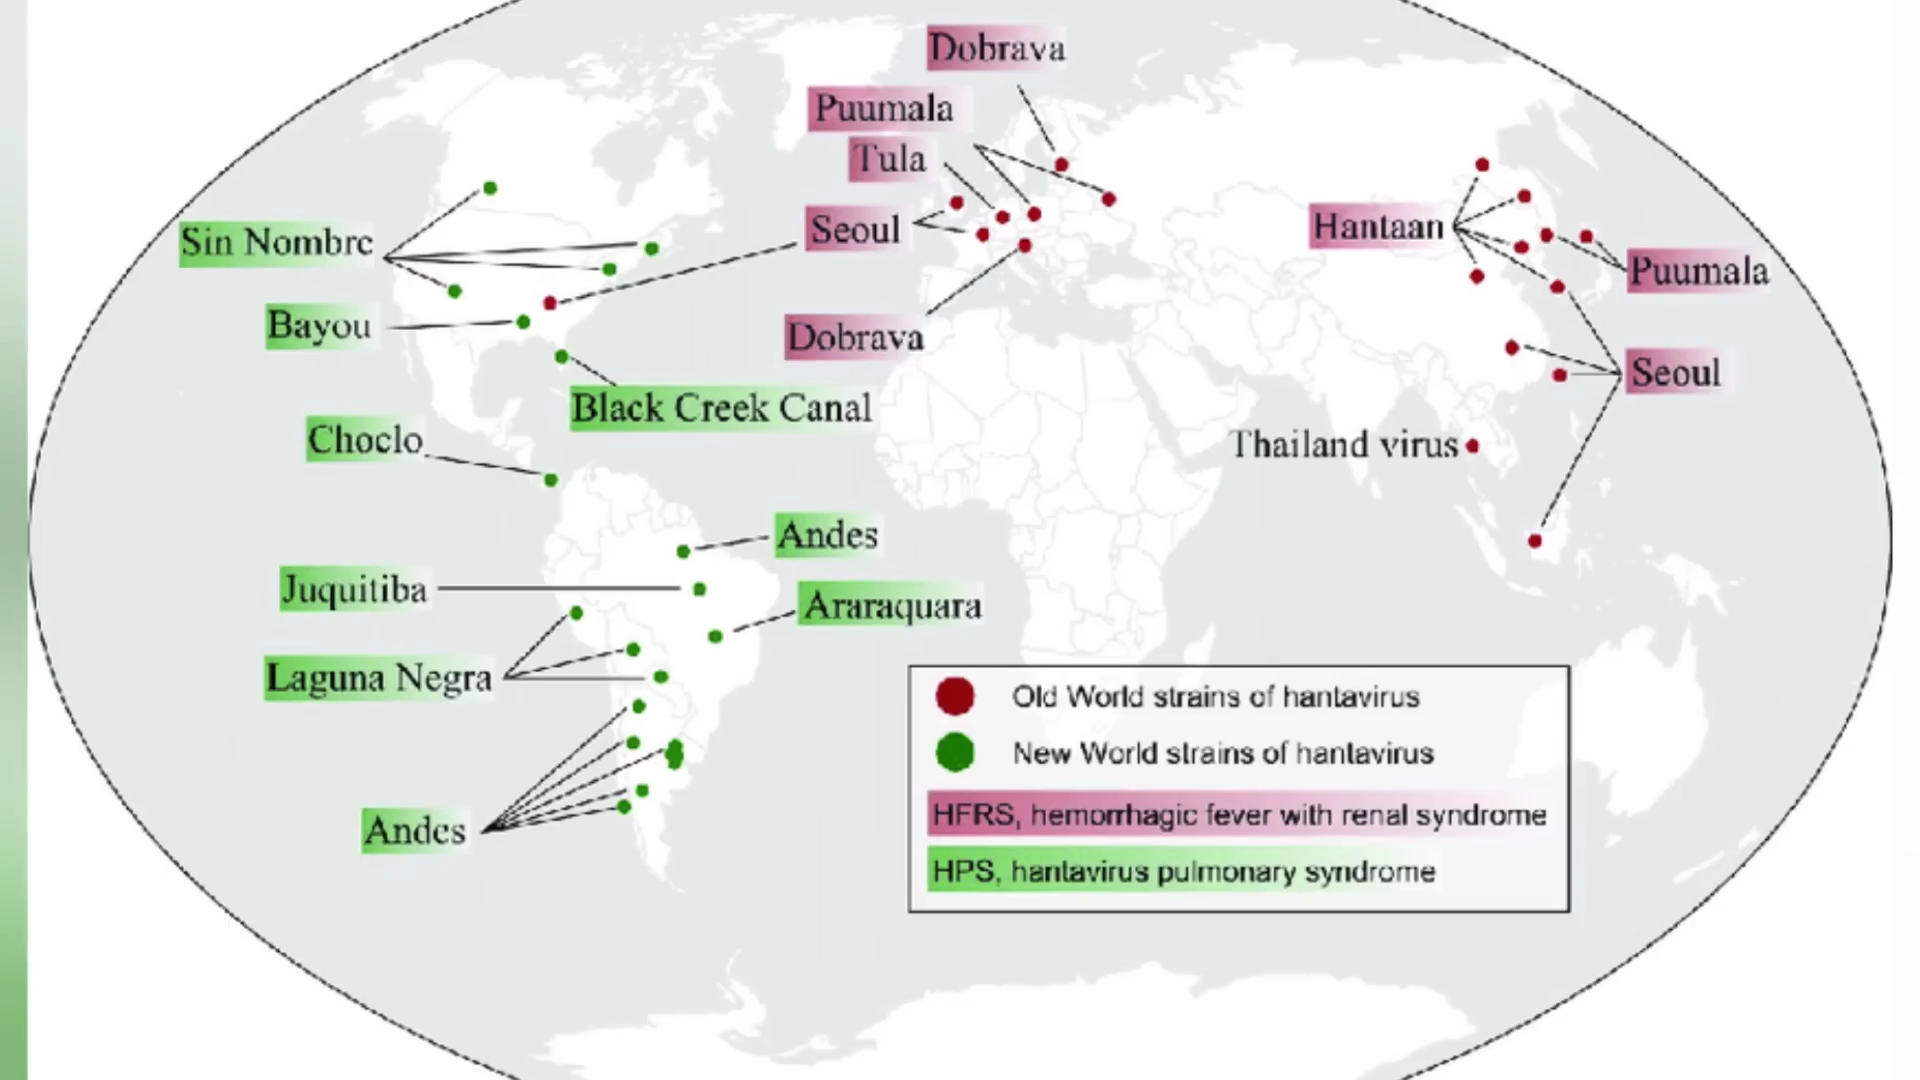 Dobrava
Puumala
Tula
Sin Nombre
Seoul
Hantaan
Puumala
Bayou
Dobrava
Seoul
Black Creek Canal
Choclo
Thailand virus
Andes
Juquitiba
Araraquara
Laguna Negra
Andes
Old World strains of hantavirus
New World strains of hantavirus
HFRS, hemorrhagic fever with renal syndrome
HPS, hantavirus pulmonary syndrome